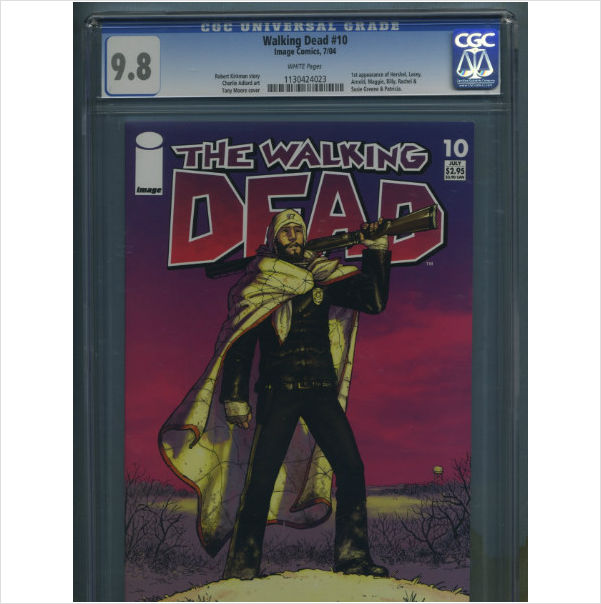 CGC UNIVERSAL GRADE
9.8
Walking Dead #10
Image Comics, 7/04
WHITE Pages
Robert Kirkman story
Charlie Adlard art
Tony Moore cover
1130424023
1st appearance of Hershel, Lacey,
Arnold, Maggie, Billy, Rachel &
Susie Greene & Patricia.
CGC
image
THE WALKING
DEAD
TM
10
JULY
$2.95